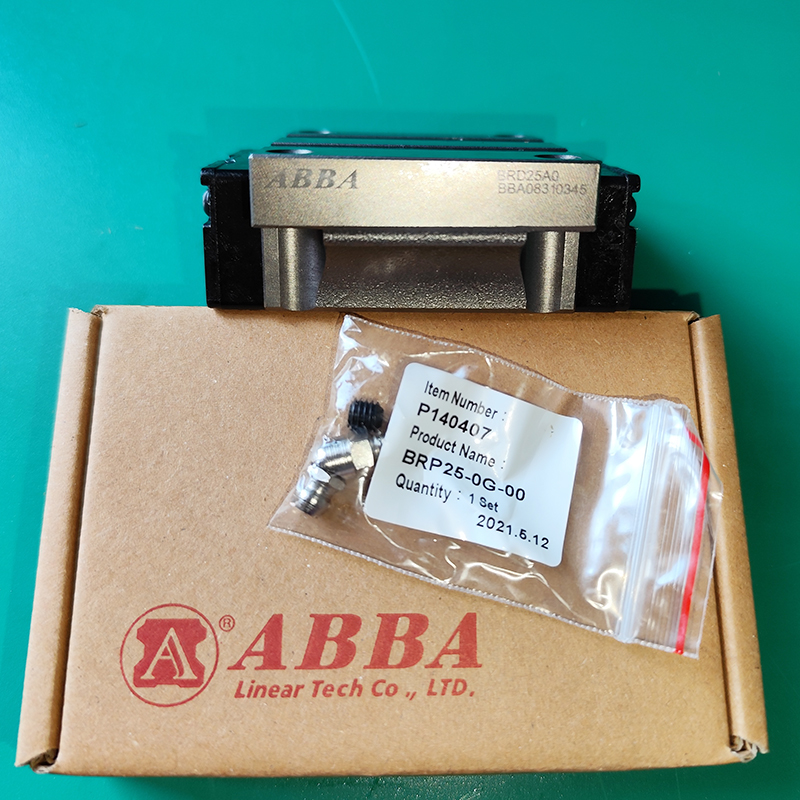 ABBA
BRD25A0
BBA08310345
Item Number :
P140407
Product Name :
BRP25-0G-00
Quantity : 1 Set
2021.5.12
A
® ABBA
Linear Tech Co ., LTD.